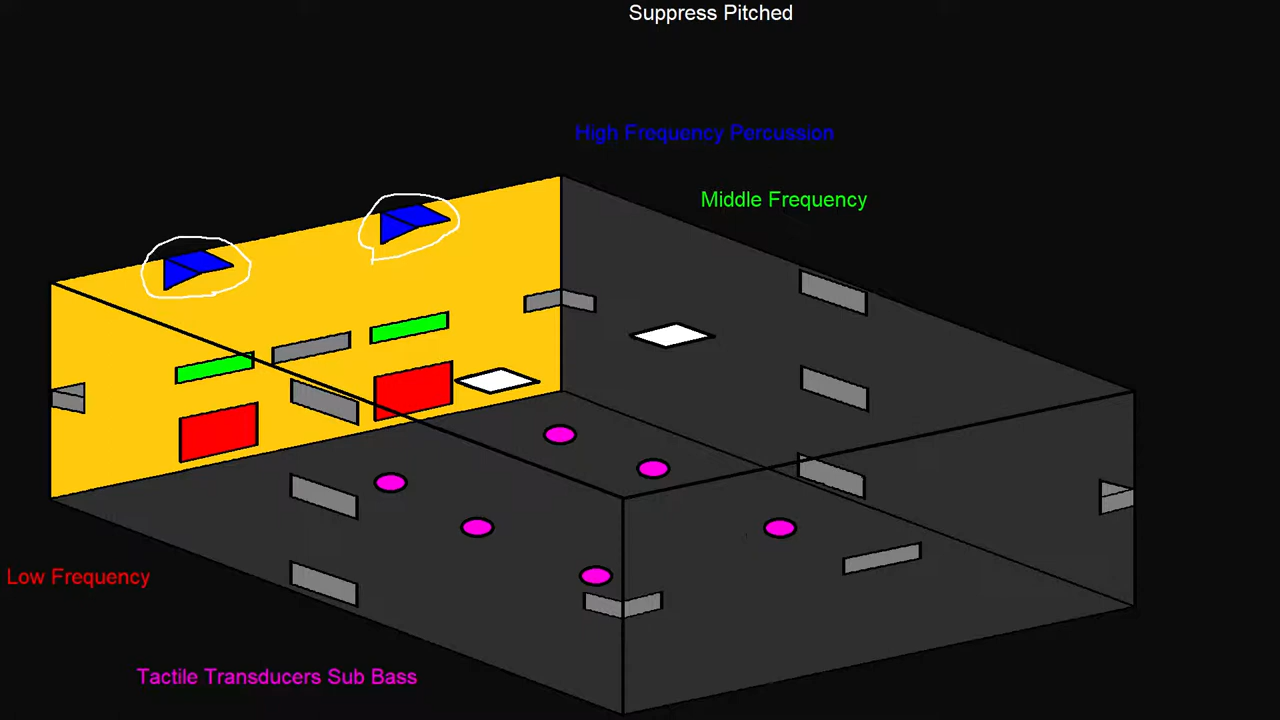 Suppress Pitched
High Frequency Percussion
Middle Frequency
Low Frequency
Tactile Transducers Sub Bass